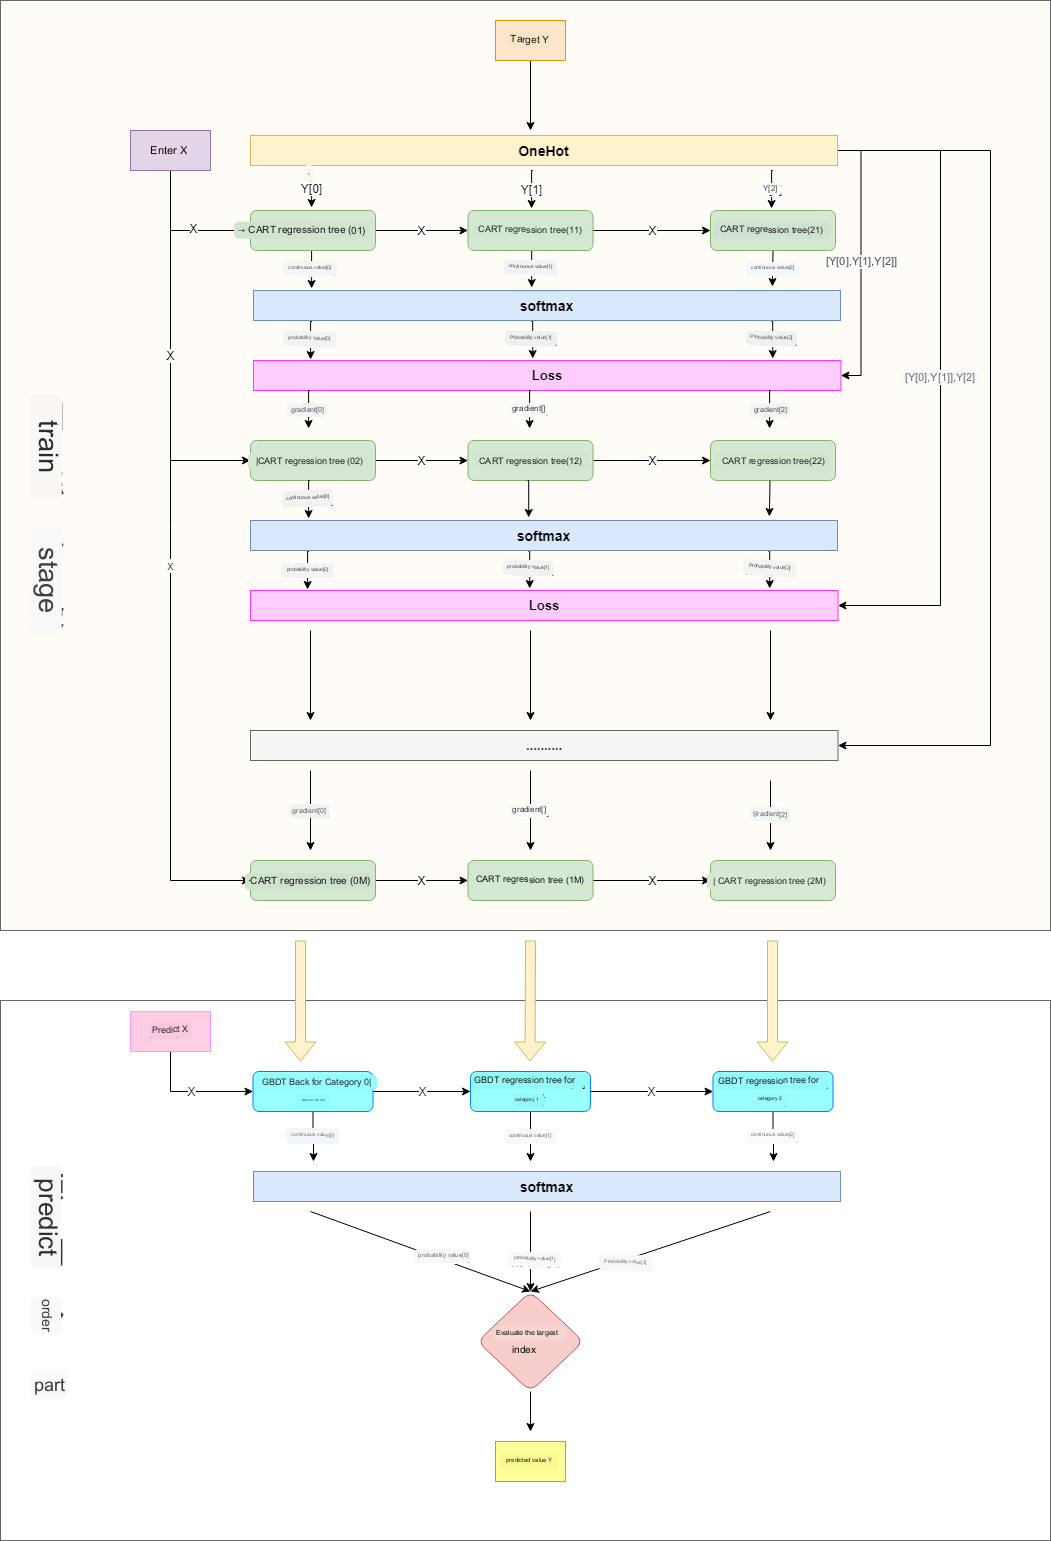 Target Y
Enter X
OneHot
Y[0]
Y[1]
Y[2]
X
→ CART regression tree (01)
X
CART regression tree(11)
X
CART regression tree(21)
[Y[0],Y[1],Y[2]]
continuous value[0]
continuous value[1]
continuous value[2]
softmax
probability value[0]
Probability value[1]
Probability value[2]
X
Loss
[Y[0],Y[1]],Y[2]
gradient[0]
gradient[]
gradient[2]
train
|CART regression tree (02)
X
CART regression tree(12)
X
CART regression tree(22)
continuous value[0]
softmax
X
probability value[0]
probability value[1]
Probability value[2]
stage
Loss
..........
gradient[0]
gradient[]
gradient[2]
CART regression tree (0M)
X
CART regression tree (1M)
X
| CART regression tree (2M)
Predict X
X
GBDT Back for Category 0|
X
GBDT regression tree for
category 1
X
GBDT regression tree for
category 2
continuous value[0]
continuous value[1]
continuous value[2]
softmax
predict
probability value[0]
probability value[1]
Probability value[2]
order
Evaluate the largest
index
part
predicted value Y